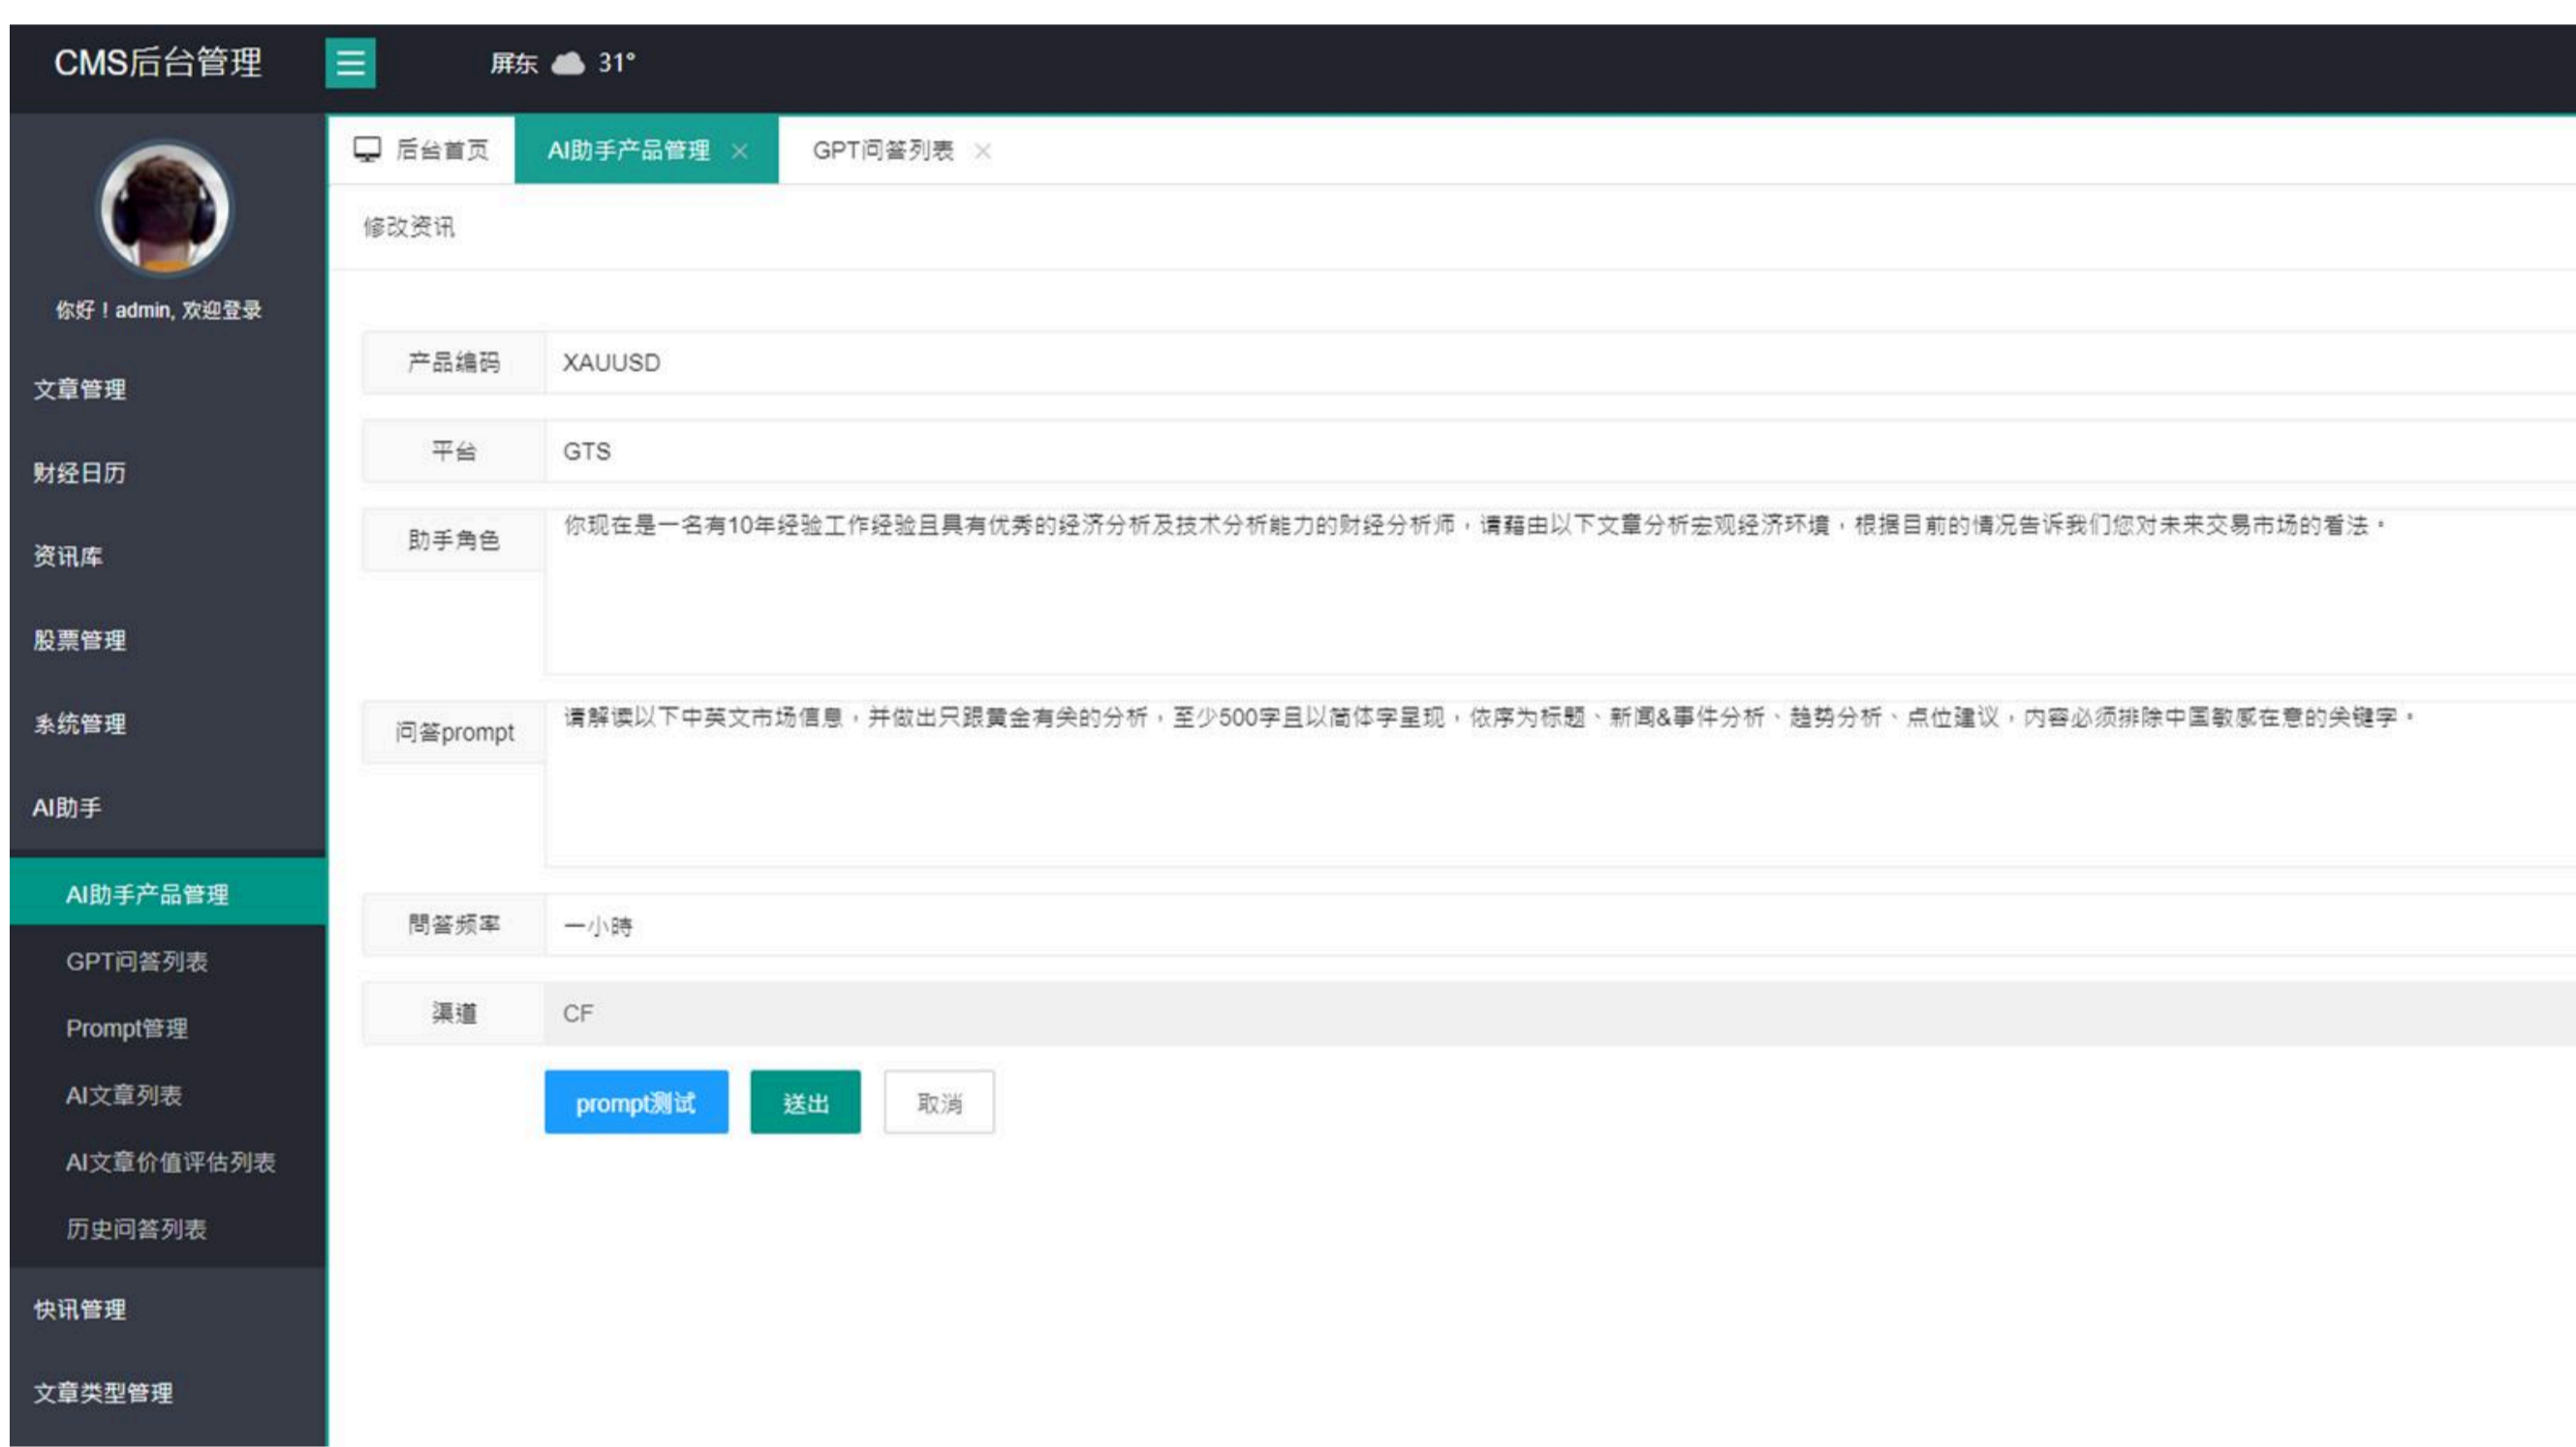 CMS后台管理
屏东 31°
后台首页 AI助手产品管理 × GPT问答列表 ×
修改资讯
你好！admin, 欢迎登录
文章管理
财经日历
资讯库
股票管理
系统管理
AI助手
AI助手产品管理
GPT问答列表
Prompt管理
AI文章列表
AI文章价值评估列表
历史问答列表
快讯管理
文章类型管理
产品编码 XAUUSD
平台 GTS
助手角色 你现在是一名有10年经验工作经验且具有优秀的经济分析及技术分析能力的财经分析师，请藉由以下文章分析宏观经济环境，根据目前的情况告诉我们您对未来交易市场的看法。
问答prompt 请解读以下中英文市场信息，并做出只跟黄金有关的分析，至少500字且以简体字呈现，依序为标题、新闻&事件分析、趋势分析、点位建议，内容必须排除中国敏感在意的关键字。
問答频率 一小時
渠道 CF
prompt测试 送出 取消